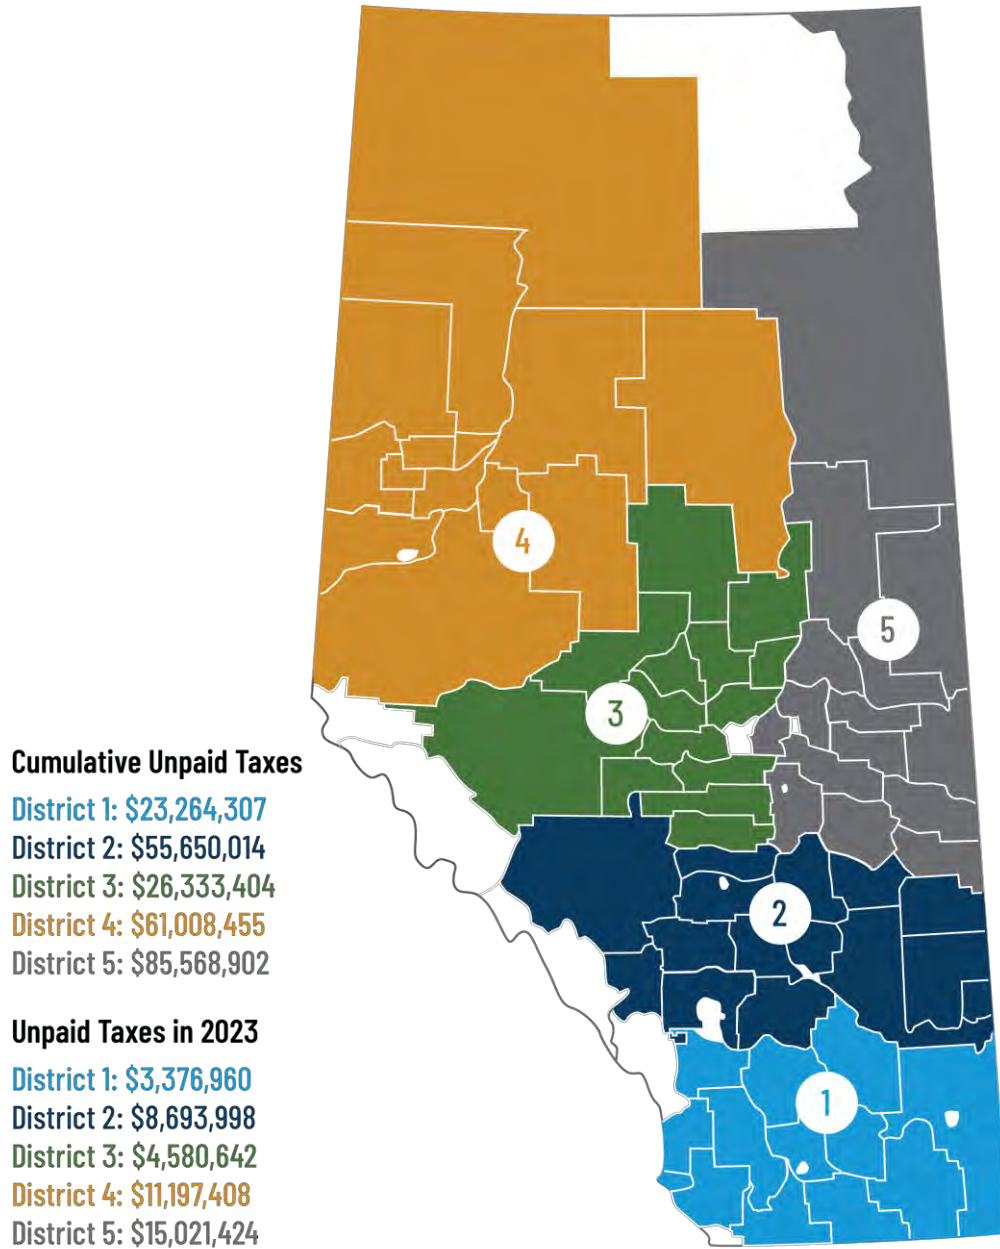 4
5
3
Cumulative Unpaid Taxes
District 1: $23,264,307
District 2: $55,650,014
District 3: $26,333,404
District 4: $61,008,455
District 5: $85,568,902
2
Unpaid Taxes in 2023
District 1: $3,376,960
District 2: $8,693,998
District 3: $4,580,642
District 4: $11,197,408
District 5: $15,021,424
1